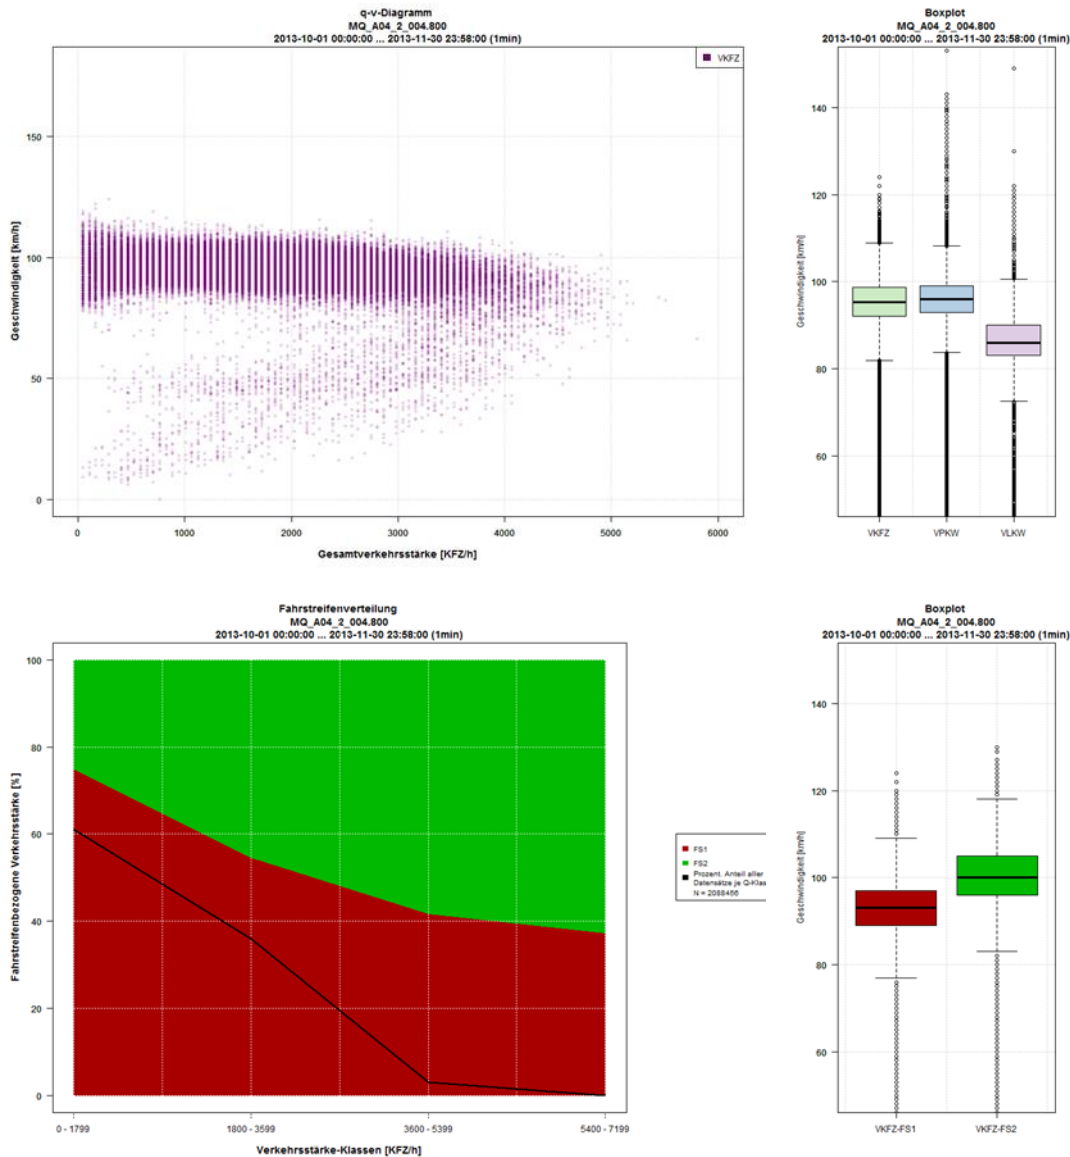 q-v-Diagramm
MQ_A04_2_004.800
2013-10-01 00:00:00 ... 2013-11-30 23:58:00 (1min)
VKFZ
Geschwindigkeit [km/h]
150
100
50
0
0 1000 2000 3000 4000 5000 6000
Gesamtverkehrsstärke [KFZ/h]
Boxplot
MQ_A04_2_004.800
2013-10-01 00:00:00 ... 2013-11-30 23:58:00 (1min)
Geschwindigkeit [km/h]
140
120
100
80
60
VKFZ VPKW VLKW
Fahrstreifenverteilung
MQ_A04_2_004.800
2013-10-01 00:00:00 ... 2013-11-30 23:58:00 (1min)
Fahrstreifenbezogene Verkehrsstärke [%]
100
80
60
40
20
0
0 - 1799 1800 - 3599 3600 - 5399 5400 - 7199
Verkehrsstärke-Klassen [KFZ/h]
FS1
FS2
Prozent. Anteil aller
Datensätze je Q-Klas
N = 2088466
Boxplot
MQ_A04_2_004.800
2013-10-01 00:00:00 ... 2013-11-30 23:58:00 (1min)
Geschwindigkeit [km/h]
140
120
100
80
60
VKFZ-FS1 VKFZ-FS2